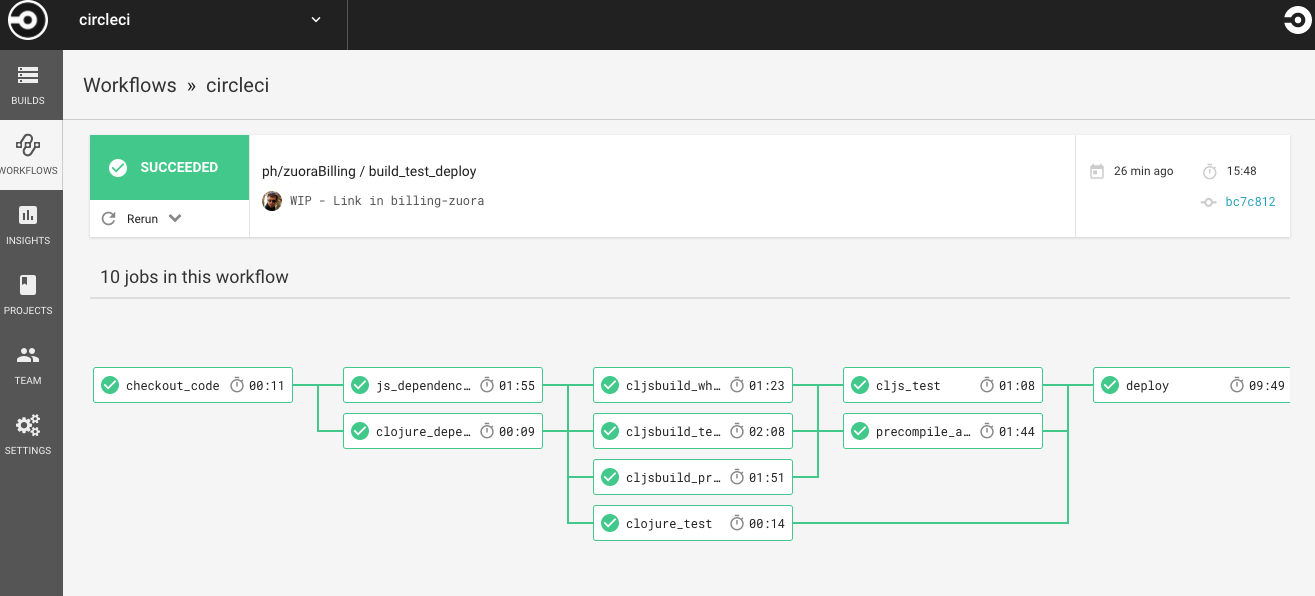 circleci
Workflows » circleci
BUILDS
WORKFLOWS
INSIGHTS
PROJECTS
TEAM
SETTINGS
SUCCEEDED
Rerun
ph/zuoraBilling / build_test_deploy
WIP - Link in billing-zuora
26 min ago
15:48
bc7c812
10 jobs in this workflow
checkout_code 00:11
js_dependenc… 01:55
clojure_depe… 00:09
cljsbuild_wh… 01:23
cljsbuild_te… 02:08
cljsbuild_pr… 01:51
clojure_test 00:14
cljs_test 01:08
precompile_a… 01:44
deploy 09:49